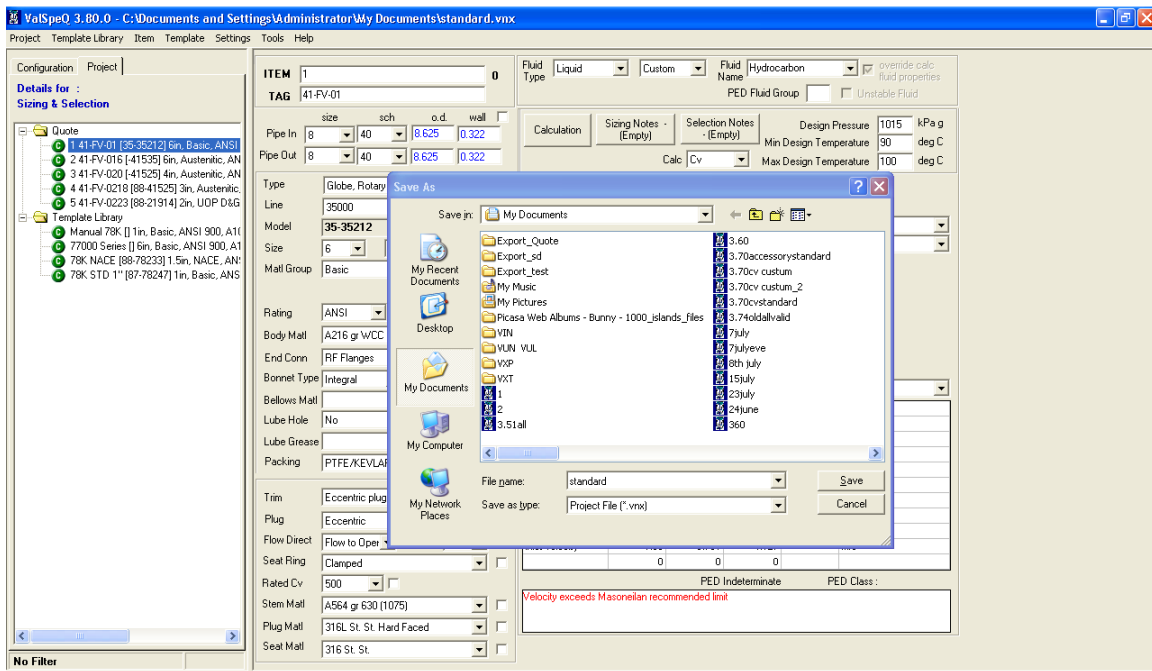 ValSpeQ 3.80.0 - C:\Documents and Settings\Administrator\My Documents\standard.vnx
Project Template Library Item Template Settings Tools Help
Configuration Project
Details for :
Sizing & Selection
Quote
1 41-FV-01 [35-35212] 6in, Basic, ANSI
2 41-FV-016 [-41535] 6in, Austenitic, AN
3 41-FV-020 [-41525] 4in, Austenitic, AN
4 41-FV-0218 [88-41525] 3in, Austenitic,
5 41-FV-0223 [88-21914] 2in, UOP D&G
Template Library
Manual 78K [] 1in, Basic, ANSI 900, A1
77000 Series [] 6in, Basic, ANSI 900, A1
78K NACE [88-78233] 1.5in, NACE, AN
78K STD 1" [87-78247] 1in, Basic, ANS
No Filter
ITEM 1 0
TAG 41-FV-01
size sch o.d. wall
Pipe In 8 40 8.625 0.322
Pipe Out 8 40 8.625 0.322
Type Globe, Rotary
Line 35000
Model 35-35212
Size 6
Matl Group Basic
Rating ANSI
Body Matl A216 gr WCC
End Conn RF Flanges
Bonnet Type Integral
Bellows Matl
Lube Hole No
Lube Grease
Packing PTFE/KEVLAR
Trim Eccentric plug
Plug Eccentric
Flow Direct Flow to Oper
Seat Ring Clamped
Rated Cv 500
Stem Matl A564 gr 630 (1075)
Plug Matl 316L St. St. Hard Faced
Seat Matl 316 St. St.
Fluid Type Liquid Custom Fluid Name Hydrocarbon override calc fluid properties
PED Fluid Group Unstable Fluid
Calculation Sizing Notes - (Empty) Selection Notes - (Empty)
Design Pressure 1015 kPa g
Min Design Temperature 90 deg C
Calc Cv Max Design Temperature 100 deg C
Save As
Save in: My Documents
My Recent Documents
Desktop
My Documents
My Computer
My Network Places
Export_Quote
Export_sd
Export_test
My Music
My Pictures
Picasa Web Albums - Bunny - 1000_islands_files
VIN
VUN VUL
VXP
VXT
1
2
3.51all
3.60
3.70accessorystandard
3.70cv custum
3.70cv custum_2
3.70cvstandard
3.74oldallvalid
7july
7julyeve
8th july
15july
23july
24june
360
File name: standard Save
Save as type: Project File (*.vnx) Cancel
0 0 0
PED Indeterminate PED Class :
Velocity exceeds Masoneilan recommended limit